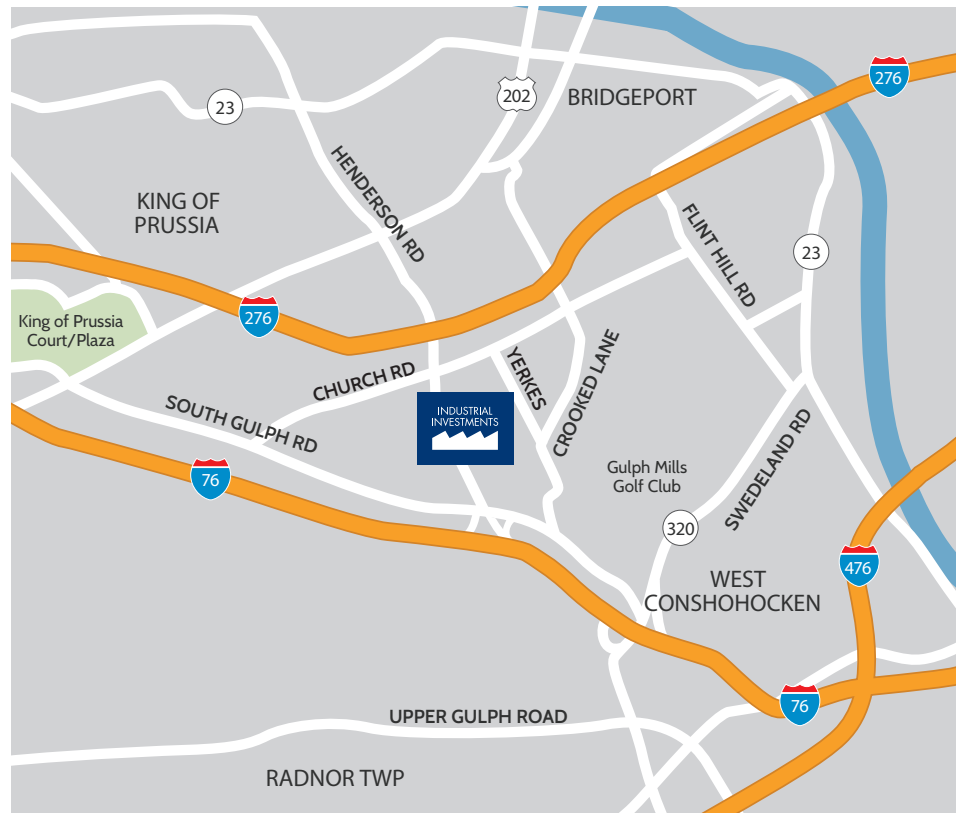 276
202
BRIDGEPORT
23
HENDERSON RD
KING OF
PRUSSIA
FLINT HILL RD
23
276
King of Prussia
Court/Plaza
YERKES
CROOKED LANE
CHURCH RD
SOUTH GULPH RD
INDUSTRIAL
INVESTMENTS
Gulph Mills
Golf Club
SWEDELAND RD
76
320
476
WEST
CONSHOHOCKEN
76
UPPER GULPH ROAD
RADNOR TWP